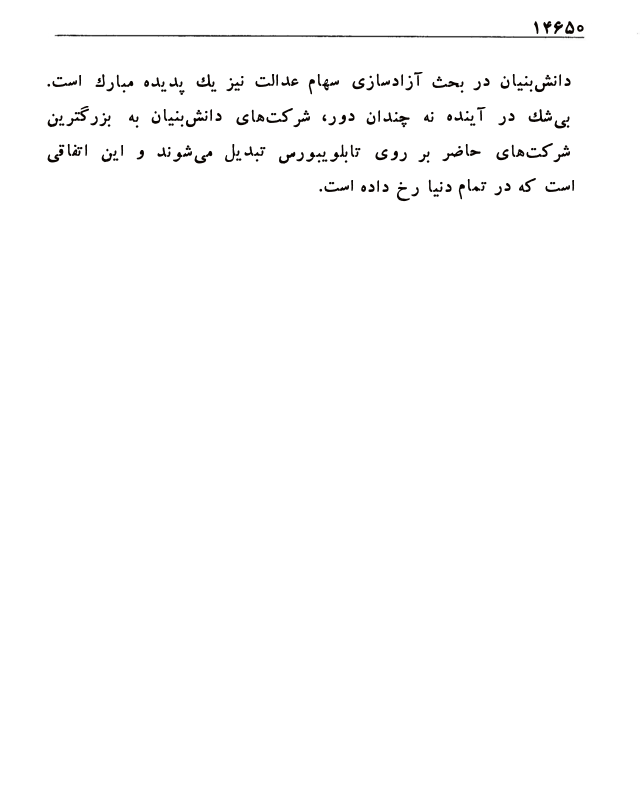 ۱۴۶۵۰
دانش‌بنیان در بحث آزادسازی سهام عدالت نیز یك پدیده مبارك است.
بی‌شك در آینده نه چندان دور، شرکت‌های دانش‌بنیان به بزرگترین
شرکت‌های حاضر بر روی تابلویبورس تبدیل می‌شوند و این اتفاقی
است که در تمام دنیا رخ داده است.